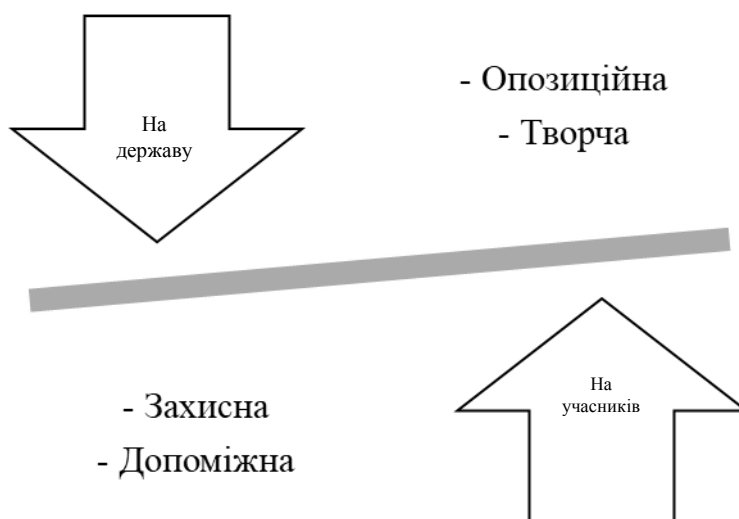 На
державу
- Опозиційна
- Творча
- Захисна
- Допоміжна
На
учасників